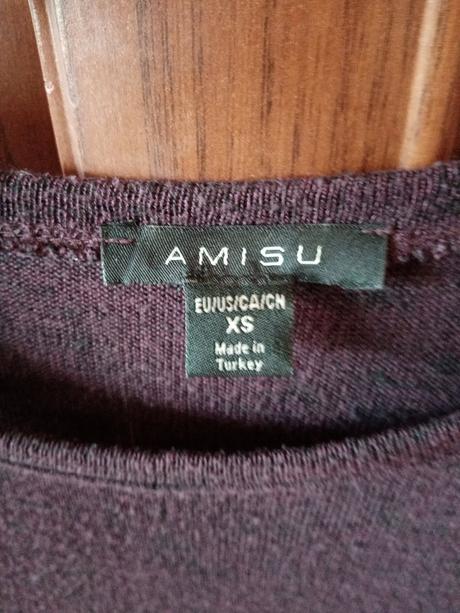 AMISU
EU/US/CA/CN
XS
Made in
Turkey